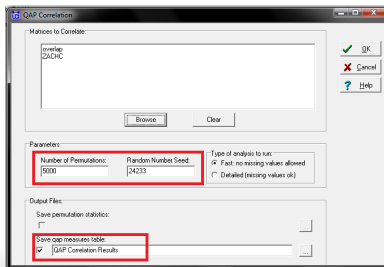 QAP Correlation
Matrices to Correlate:
overlap
ZACHC
OK
Cancel
Help
Browse
Clear
Parameters
Number of Permutations:
5000
Random Number Seed:
24233
Type of analysis to run:
Fast: no missing values allowed
Detailed (missing values ok)
Output Files:
Save permutation statistics:
...
Save qap measures table:
QAP Correlation Results
...